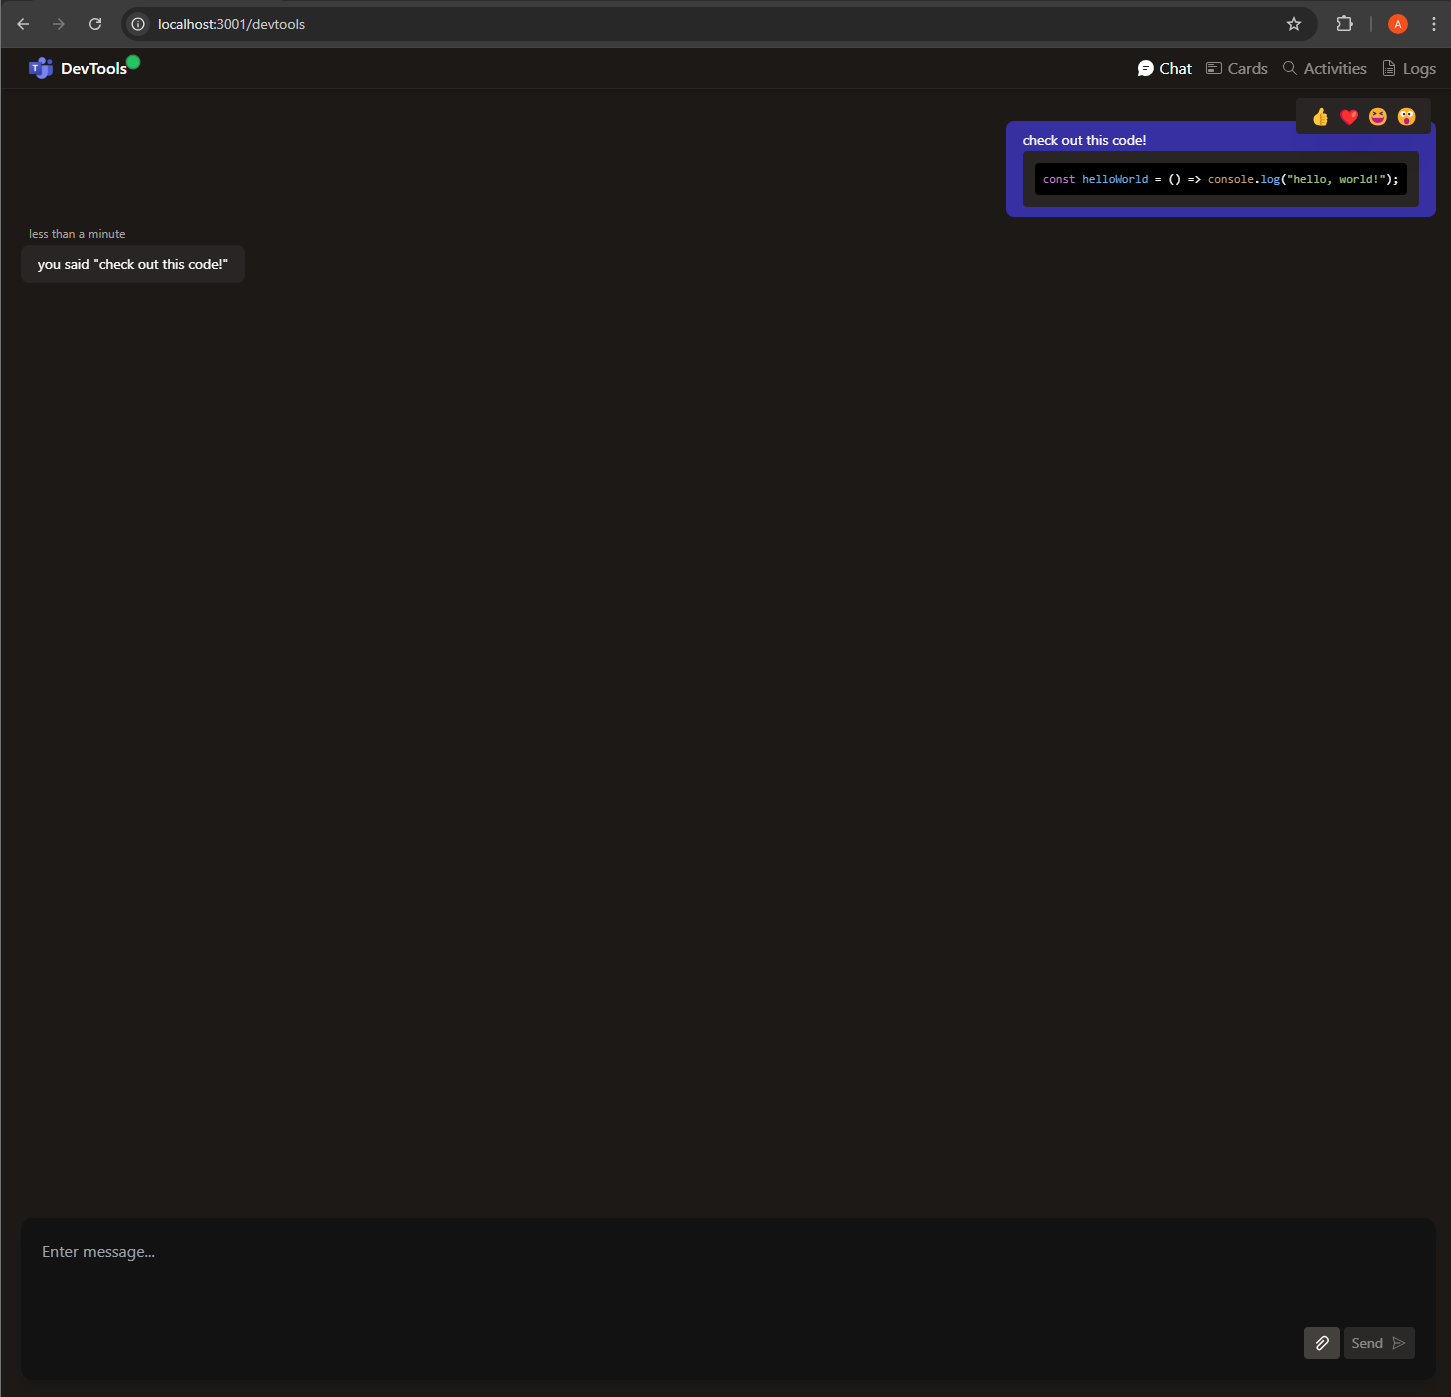 localhost:3001/devtools
A
T
DevTools
Chat
Cards
Activities
Logs
check out this code!
const helloWorld = () => console.log("hello, world!");
less than a minute
you said "check out this code!"
Enter message...
Send